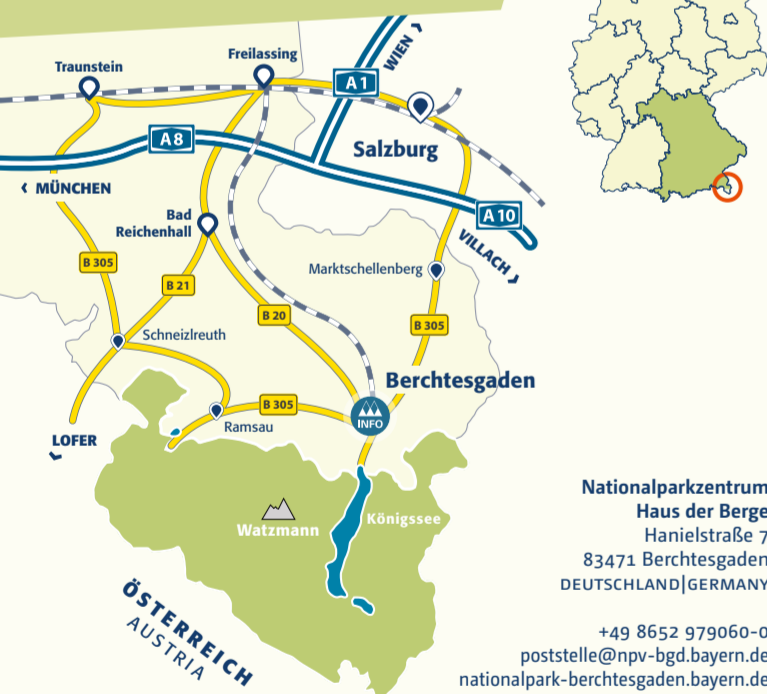 WIEN
Freilassing
Traunstein
A1
A8
Salzburg
MÜNCHEN
A10
Bad
Reichenhall
VILLACH
B 305
Marktschellenberg
B 21
B 20
B 305
Schneizlreuth
Berchtesgaden
B 305
INFO
Ramsau
LOFER
Königssee
Watzmann
ÖSTERREICH
AUSTRIA
Nationalparkzentrum
Haus der Berge
Hanielstraße 7
83471 Berchtesgaden
DEUTSCHLAND|GERMANY
+49 8652 979060-0
poststelle@npv-bgd.bayern.de
nationalpark-berchtesgaden.bayern.de